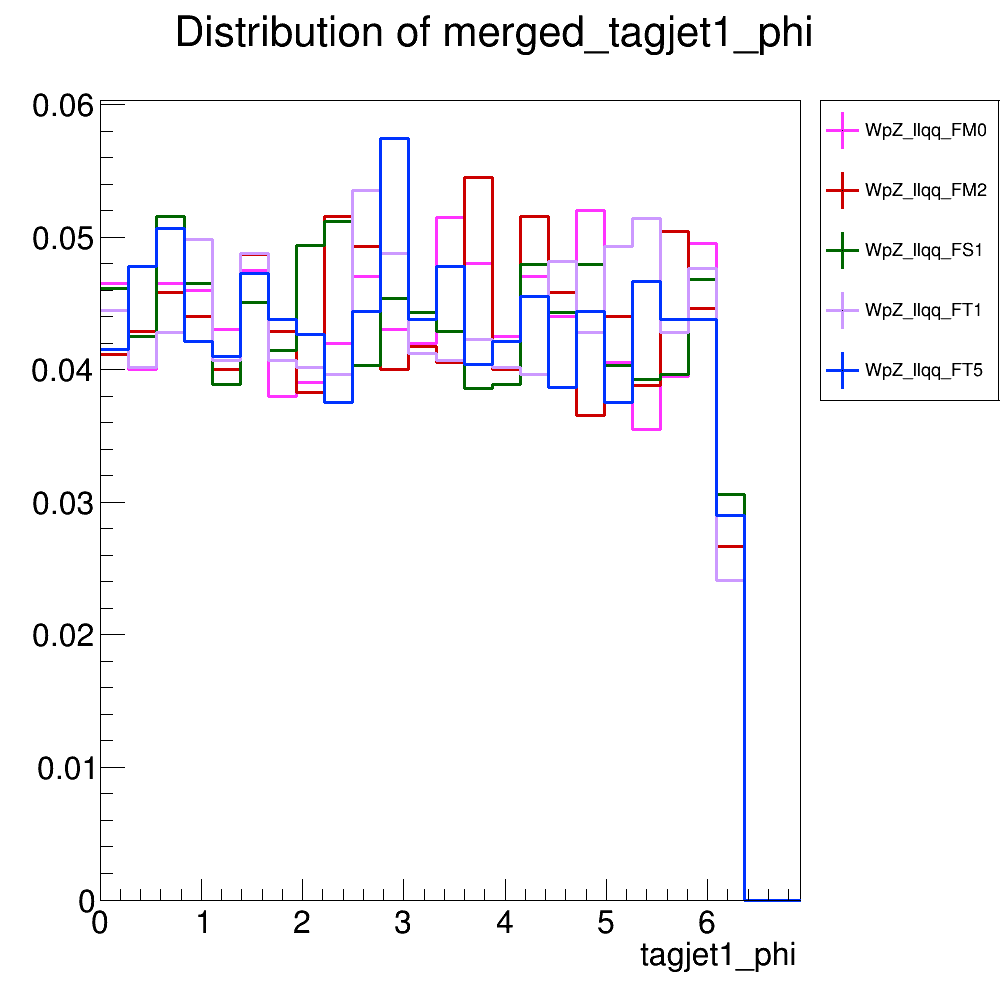 Distribution of merged_tagjet1_phi
0.06
0.05
0.04
0.03
0.02
0.01
0
0 1 2 3 4 5 6
tagjet1_phi
WpZ_llqq_FM0
WpZ_llqq_FM2
WpZ_llqq_FS1
WpZ_llqq_FT1
WpZ_llqq_FT5